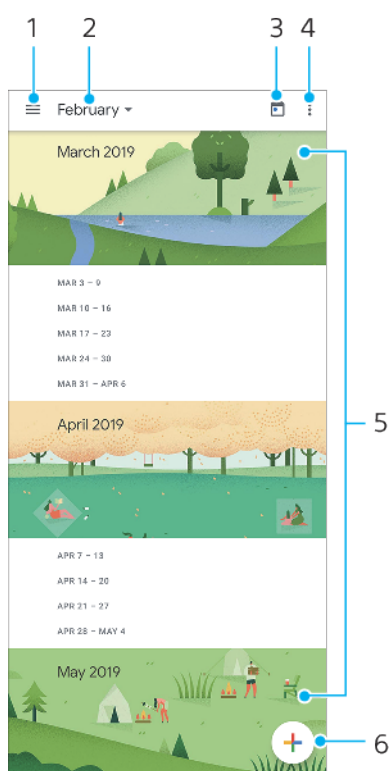 1 2 3 4
February
March 2019
MAR 3 – 9
MAR 10 – 16
MAR 17 – 23
MAR 24 – 30
MAR 31 – APR 6
5
April 2019
APR 7 – 13
APR 14 – 20
APR 21 – 27
APR 28 – MAY 4
May 2019
6